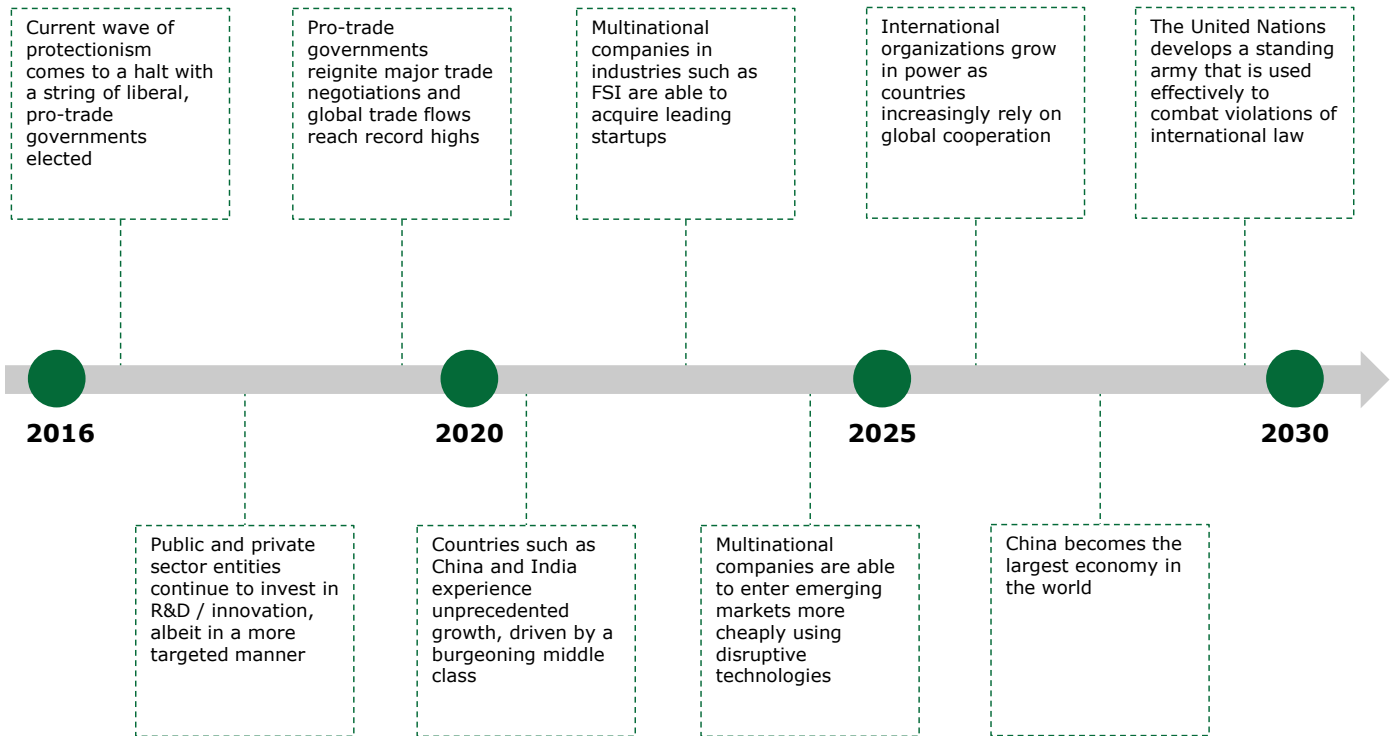 Current wave of
protectionism
comes to a halt with
a string of liberal,
pro-trade
governments
elected
Pro-trade
governments
reignite major trade
negotiations and
global trade flows
reach record highs
Multinational
companies in
industries such as
FSI are able to
acquire leading
startups
International
organizations grow
in power as
countries
increasingly rely on
global cooperation
The United Nations
develops a standing
army that is used
effectively to
combat violations of
international law
2016
2020
2025
2030
Public and private
sector entities
continue to invest in
R&D / innovation,
albeit in a more
targeted manner
Countries such as
China and India
experience
unprecedented
growth, driven by a
burgeoning middle
class
Multinational
companies are able
to enter emerging
markets more
cheaply using
disruptive
technologies
China becomes the
largest economy in
the world